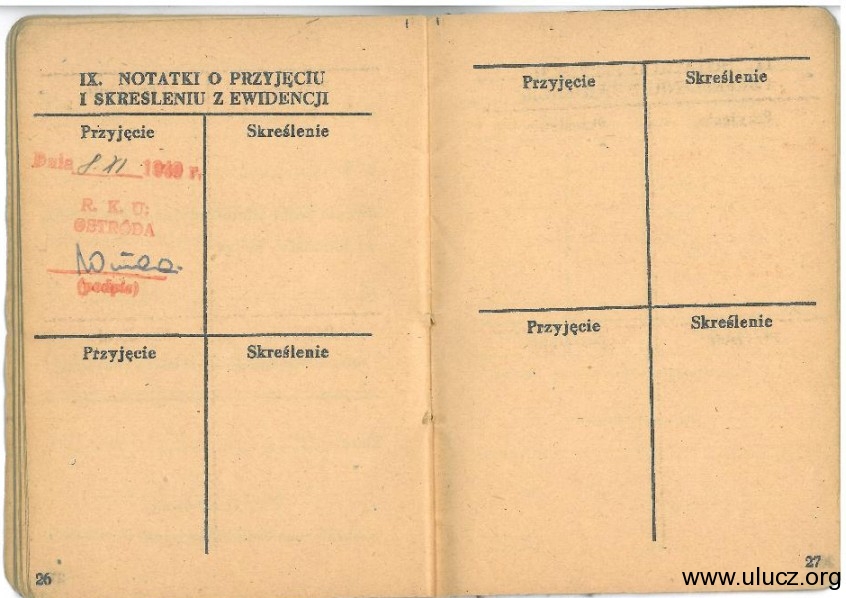 IX. NOTATKI O PRZYJĘCIU
I SKREŚLENIU Z EWIDENCJI
Przyjęcie Skreślenie
Dnia 8. XI 1949 r.
R. K. U:
OSTRÓDA
(podpis)
Przyjęcie Skreślenie
26
Przyjęcie Skreślenie
Przyjęcie Skreślenie
27
www.ulucz.org